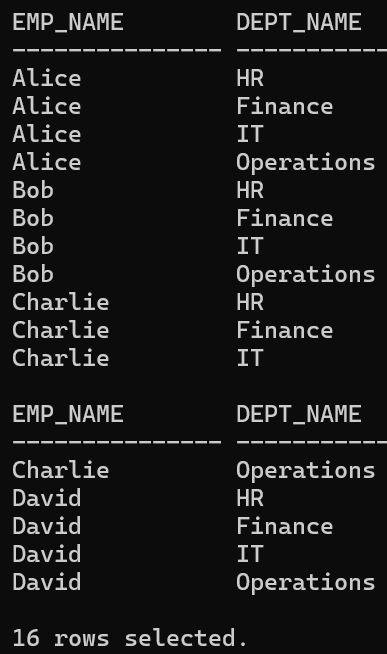 EMP_NAME        DEPT_NAME
--------------- -----------
Alice           HR
Alice           Finance
Alice           IT
Alice           Operations
Bob             HR
Bob             Finance
Bob             IT
Bob             Operations
Charlie         HR
Charlie         Finance
Charlie         IT

EMP_NAME        DEPT_NAME
--------------- -----------
Charlie         Operations
David           HR
David           Finance
David           IT
David           Operations

16 rows selected.